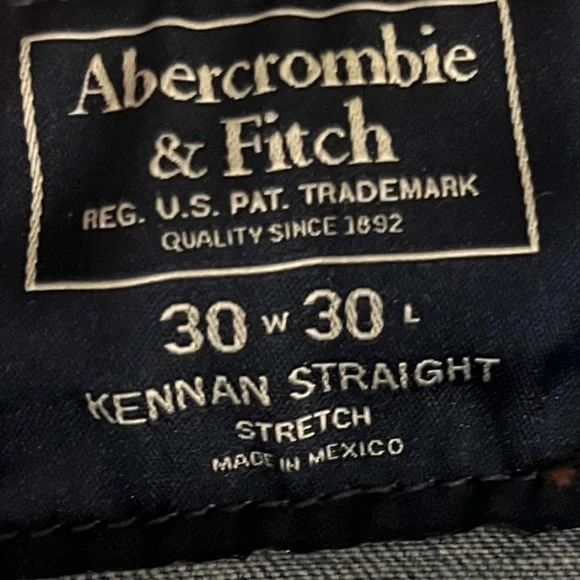 Abercrombie
& Fitch
REG. U.S. PAT. TRADEMARK
QUALITY SINCE 1892
30 W 30 L
KENNAN STRAIGHT
STRETCH
MADE IN MEXICO